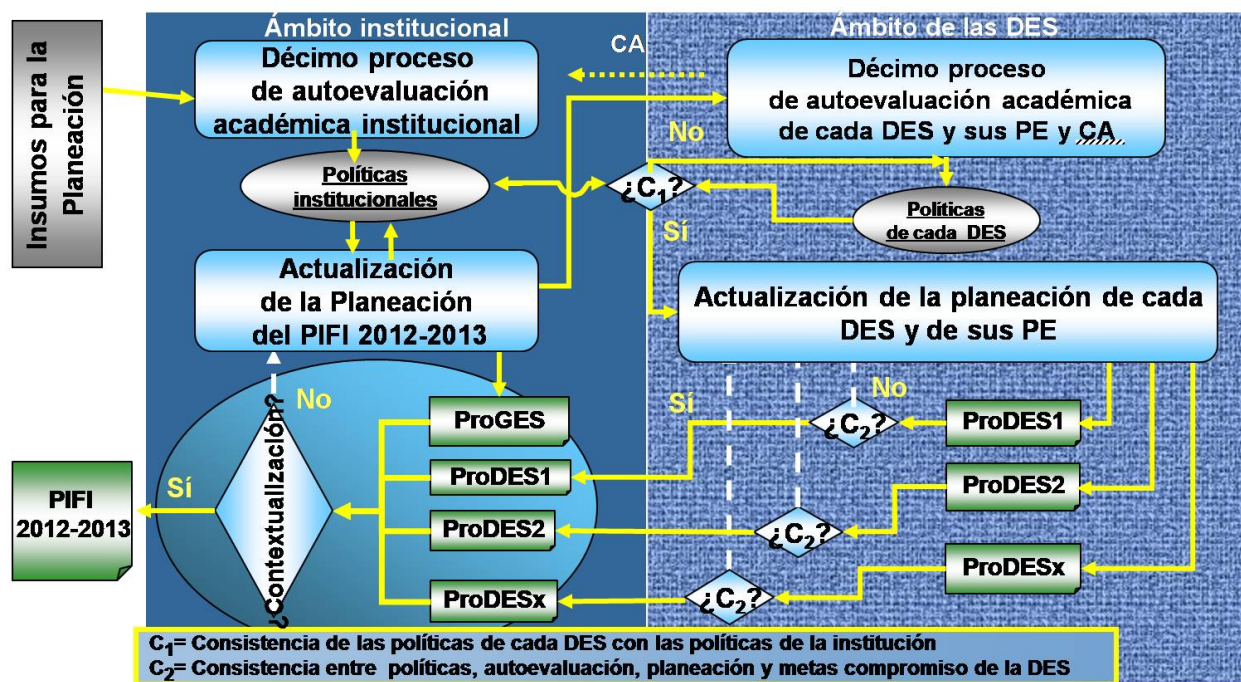 Insumos para la
Planeación
Ámbito institucional
Décimo proceso
de autoevaluación
académica institucional
Políticas
institucionales
Actualización
de la Planeación
del PIFI 2012-2013
CA
Ámbito de las DES
Décimo proceso
de autoevaluación académica
de cada DES y sus PE y CA
No
¿C1?
Sí
Políticas
de cada DES
Actualización de la planeación de cada
DES y de sus PE
No
Sí
¿C2?
ProDES1
¿C2?
ProDES2
¿C2?
ProDESx
No
¿Contextualización?
Sí
ProGES
ProDES1
ProDES2
ProDESx
PIFI
2012-2013
C1= Consistencia de las políticas de cada DES con las políticas de la institución
C2= Consistencia entre políticas, autoevaluación, planeación y metas compromiso de la DES